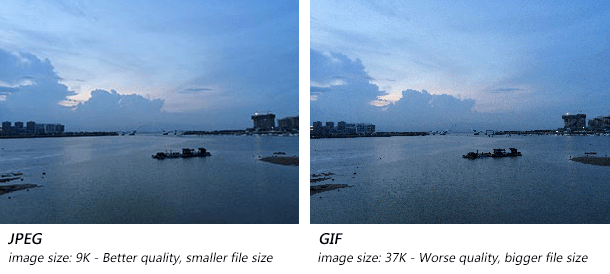 JPEG
image size: 9K - Better quality, smaller file size
GIF
image size: 37K - Worse quality, bigger file size